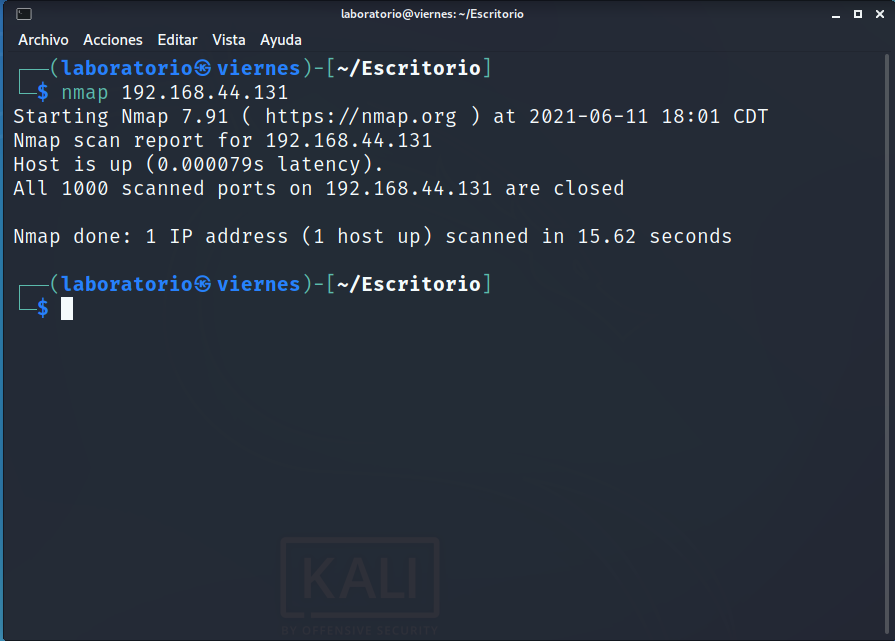 laboratorio@viernes: ~/Escritorio
Archivo Acciones Editar Vista Ayuda
┌──(laboratorio㉿viernes)-[~/Escritorio]
└─$ nmap 192.168.44.131
Starting Nmap 7.91 ( https://nmap.org ) at 2021-06-11 18:01 CDT
Nmap scan report for 192.168.44.131
Host is up (0.000079s latency).
All 1000 scanned ports on 192.168.44.131 are closed
Nmap done: 1 IP address (1 host up) scanned in 15.62 seconds
┌──(laboratorio㉿viernes)-[~/Escritorio]
└─$
KALI
BY OFFENSIVE SECURITY